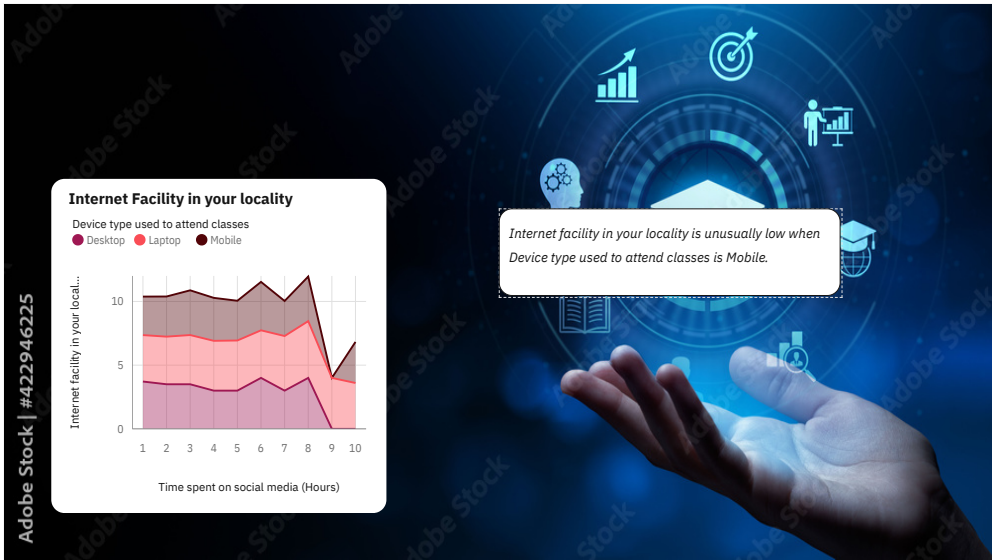 Internet Facility in your locality
Device type used to attend classes
Desktop Laptop Mobile
Internet facility in your local...
10
5
0
1 2 3 4 5 6 7 8 9 10
Time spent on social media (Hours)
Internet facility in your locality is unusually low when
Device type used to attend classes is Mobile.
Adobe Stock | #422946225
Adobe Stock